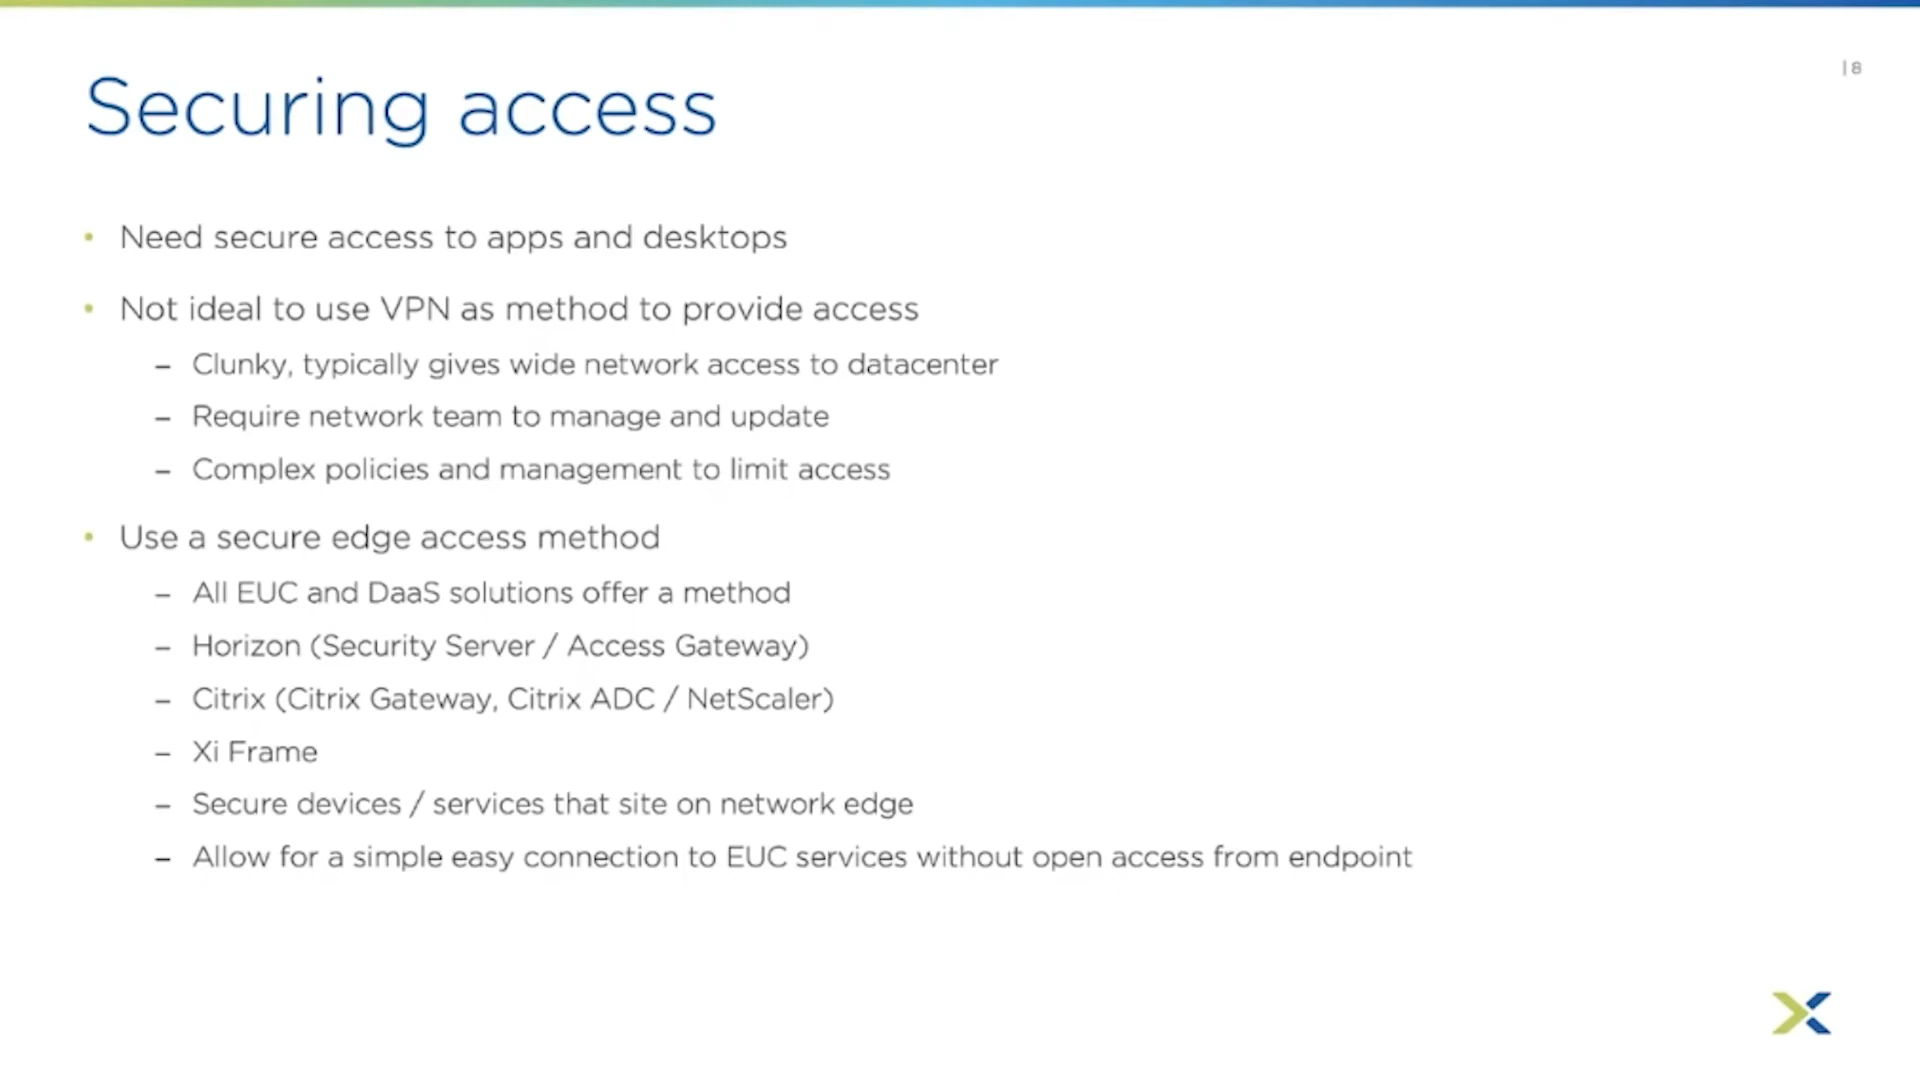 | 8
Securing access
• Need secure access to apps and desktops
• Not ideal to use VPN as method to provide access
– Clunky, typically gives wide network access to datacenter
– Require network team to manage and update
– Complex policies and management to limit access
• Use a secure edge access method
– All EUC and DaaS solutions offer a method
– Horizon (Security Server / Access Gateway)
– Citrix (Citrix Gateway, Citrix ADC / NetScaler)
– Xi Frame
– Secure devices / services that site on network edge
– Allow for a simple easy connection to EUC services without open access from endpoint